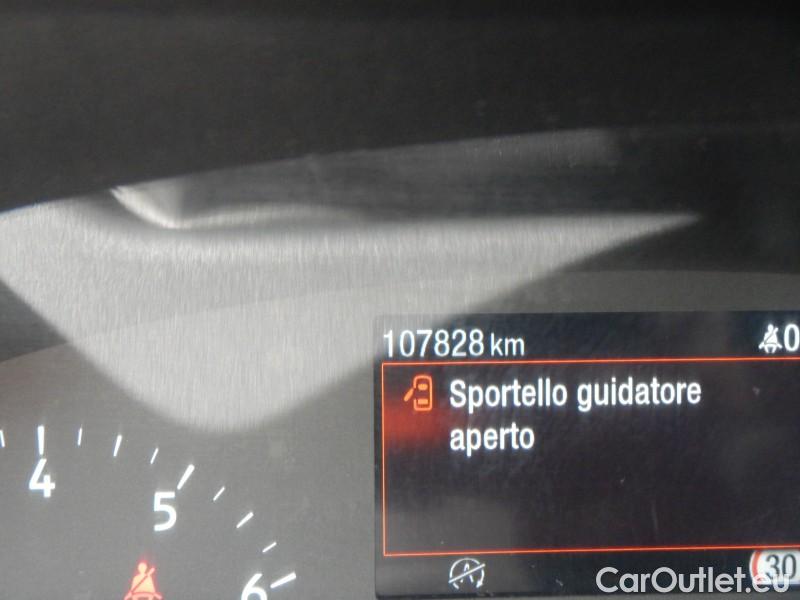 107828 km
0
Sportello guidatore
aperto
4
5
6
A
30
CarOutlet.eu